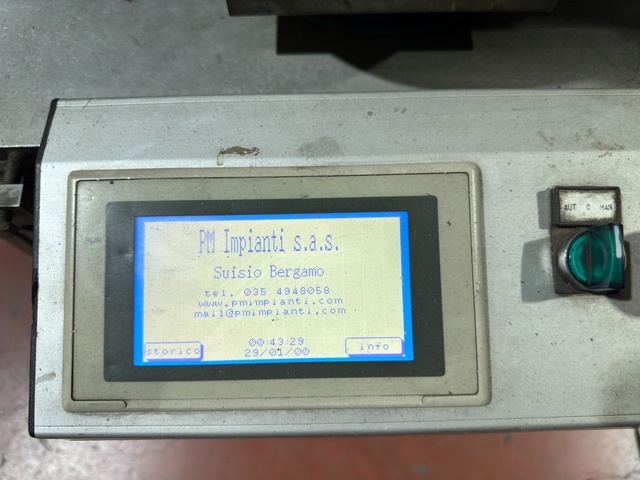 PM Impianti s.a.s.
Suisio Bergamo
tel. 035 4948058
www.pmimpianti.com
mail@pmimpianti.com
storico
00:43:29
29/01/00
info'
RUN
AUT 0 MAN